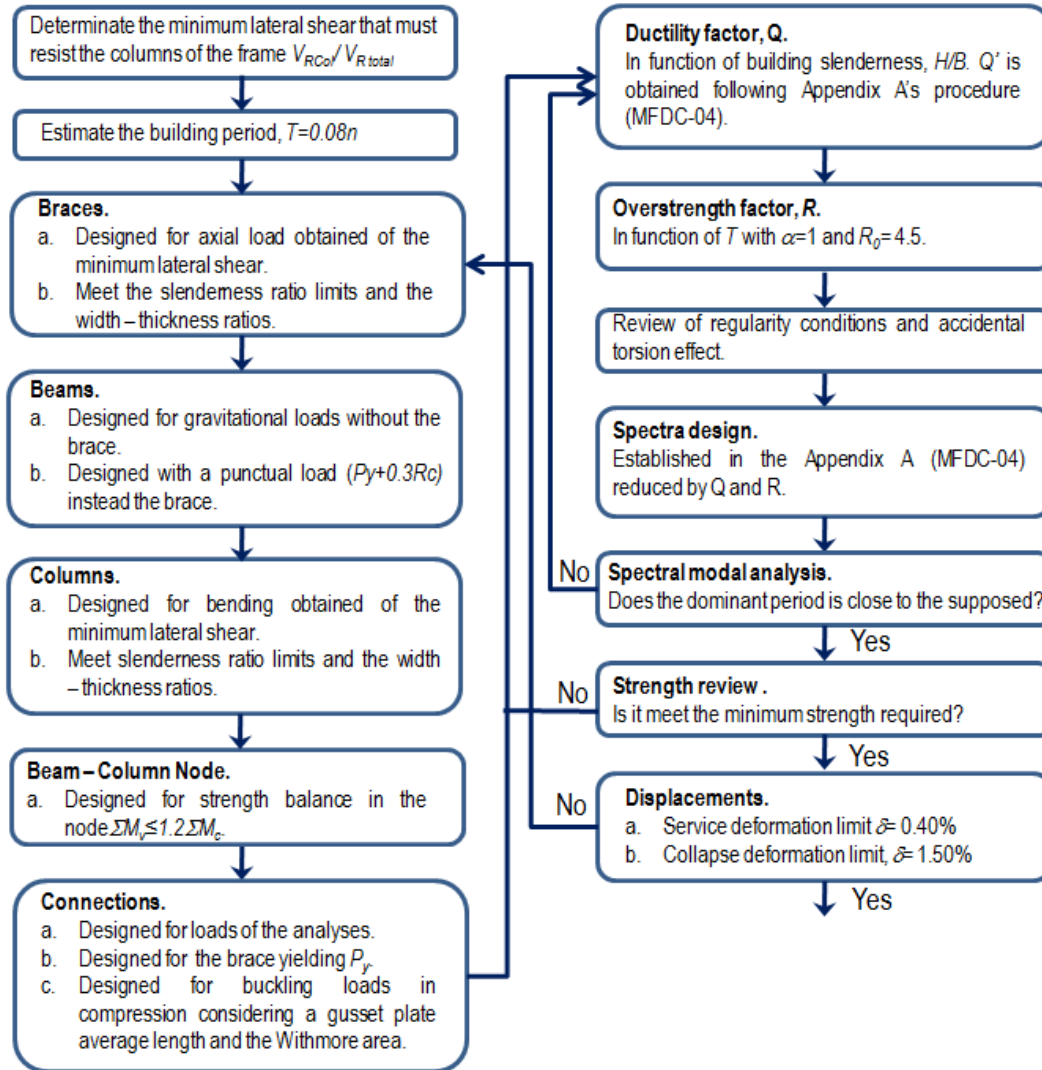 Determinate the minimum lateral shear that must
resist the columns of the frame V_RCol/ V_R total
Estimate the building period, T=0.08n
Braces.
a. Designed for axial load obtained of the
minimum lateral shear.
b. Meet the slenderness ratio limits and the
width – thickness ratios.
Beams.
a. Designed for gravitational loads without the
brace.
b. Designed with a punctual load (Py+0.3Rc)
instead the brace.
Columns.
a. Designed for bending obtained of the
minimum lateral shear.
b. Meet slenderness ratio limits and the width
– thickness ratios.
Beam – Column Node.
a. Designed for strength balance in the
node ΣM_v≤1.2ΣM_c.
Connections.
a. Designed for loads of the analyses.
b. Designed for the brace yielding P_y.
c. Designed for buckling loads in
compression considering a gusset plate
average length and the Withmore area.
Ductility factor, Q.
In function of building slenderness, H/B. Q' is
obtained following Appendix A's procedure
(MFDC-04).
Overstrength factor, R.
In function of T with α=1 and R_0=4.5.
Review of regularity conditions and accidental
torsion effect.
Spectra design.
Established in the Appendix A (MFDC-04)
reduced by Q and R.
No
Spectral modal analysis.
Does the dominant period is close to the supposed?
Yes
No
Strength review .
Is it meet the minimum strength required?
Yes
No
Displacements.
a. Service deformation limit δ= 0.40%
b. Collapse deformation limit, δ= 1.50%
Yes